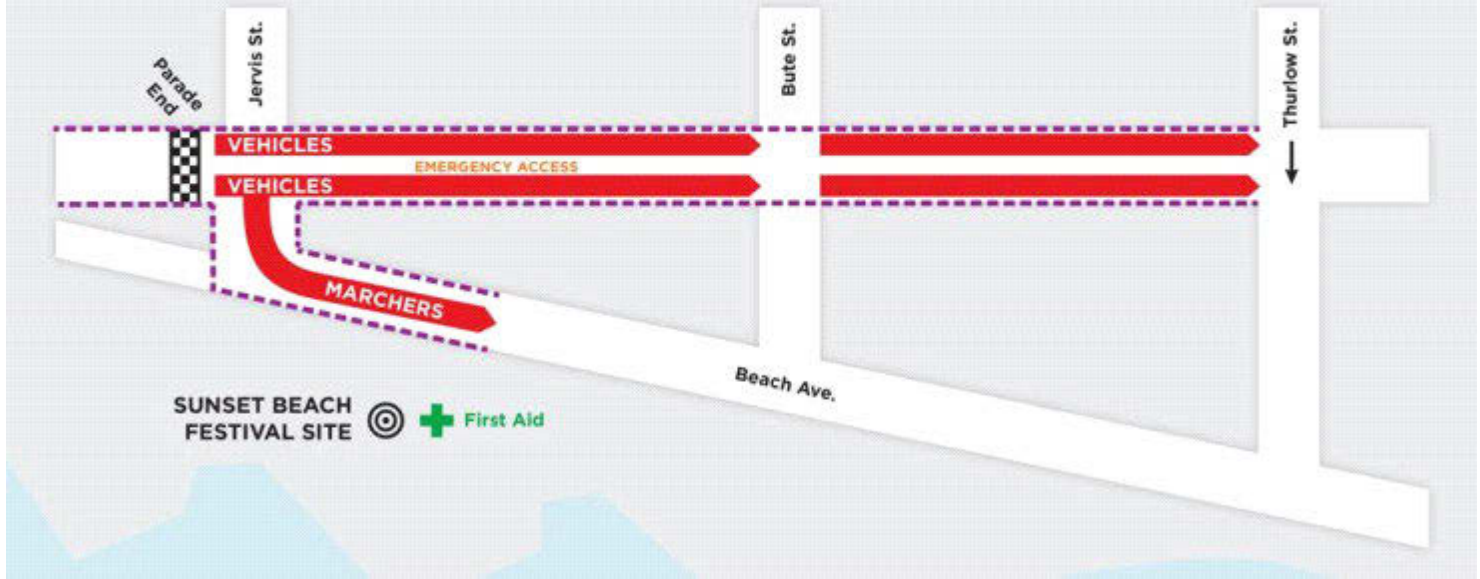 Parade
End
Jervis St.
Bute St.
Thurlow St.
VEHICLES
EMERGENCY ACCESS
VEHICLES
MARCHERS
Beach Ave.
SUNSET BEACH
FESTIVAL SITE
First Aid